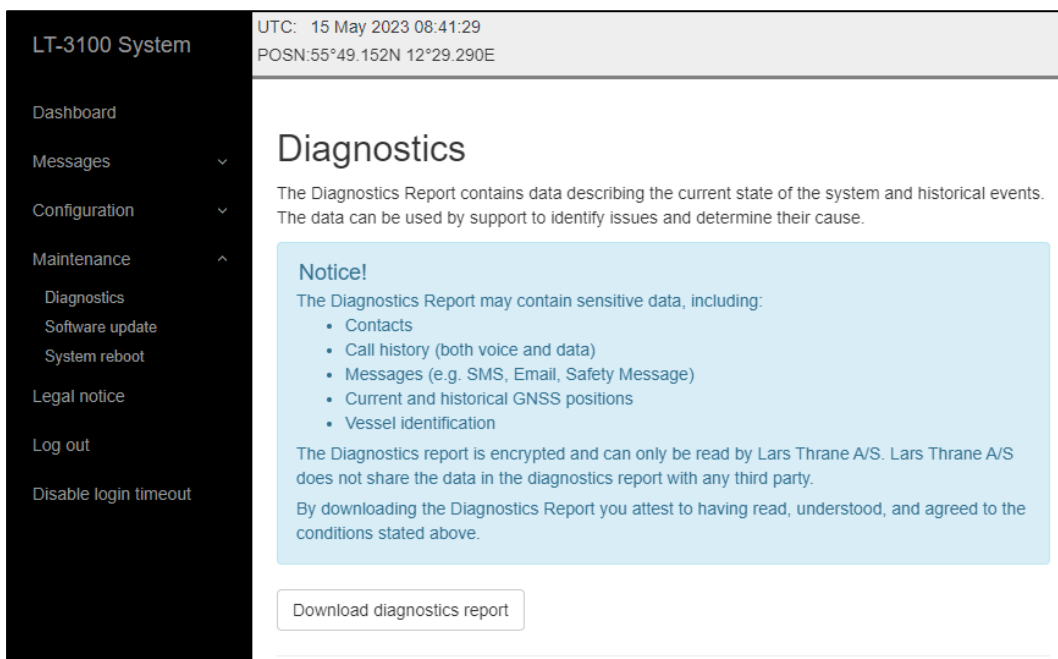 LT-3100 System
Dashboard
Messages
Configuration
Maintenance
Diagnostics
Software update
System reboot
Legal notice
Log out
Disable login timeout
UTC: 15 May 2023 08:41:29
POSN:55°49.152N 12°29.290E
Diagnostics
The Diagnostics Report contains data describing the current state of the system and historical events.
The data can be used by support to identify issues and determine their cause.
Notice!
The Diagnostics Report may contain sensitive data, including:
• Contacts
• Call history (both voice and data)
• Messages (e.g. SMS, Email, Safety Message)
• Current and historical GNSS positions
• Vessel identification
The Diagnostics report is encrypted and can only be read by Lars Thrane A/S. Lars Thrane A/S
does not share the data in the diagnostics report with any third party.
By downloading the Diagnostics Report you attest to having read, understood, and agreed to the
conditions stated above.
Download diagnostics report